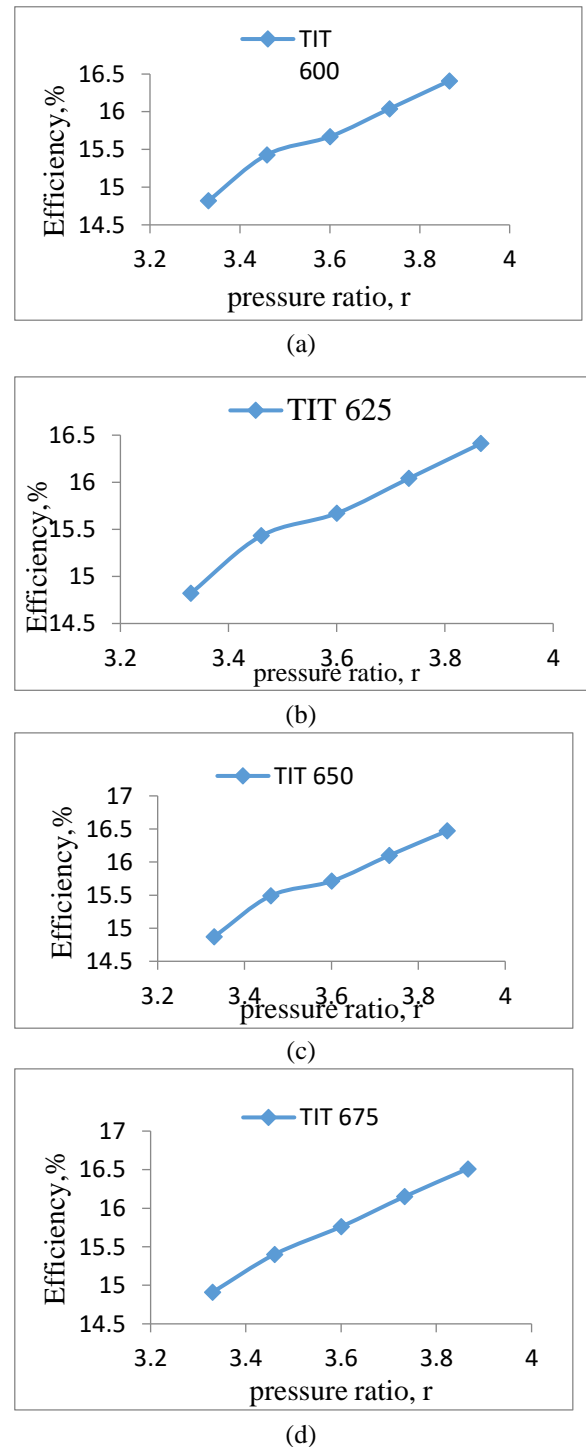 TIT
600
16.5
16
15.5
15
14.5
Efficiency,%
3.2 3.4 3.6 3.8 4
pressure ratio, r
(a)
TIT 625
16.5
16
15.5
15
14.5
Efficiency,%
3.2 3.4 3.6 3.8 4
pressure ratio, r
(b)
TIT 650
17
16.5
16
15.5
15
14.5
Efficiency,%
3.2 3.4 3.6 3.8 4
pressure ratio, r
(c)
TIT 675
17
16.5
16
15.5
15
14.5
Efficiency,%
3.2 3.4 3.6 3.8 4
pressure ratio, r
(d)